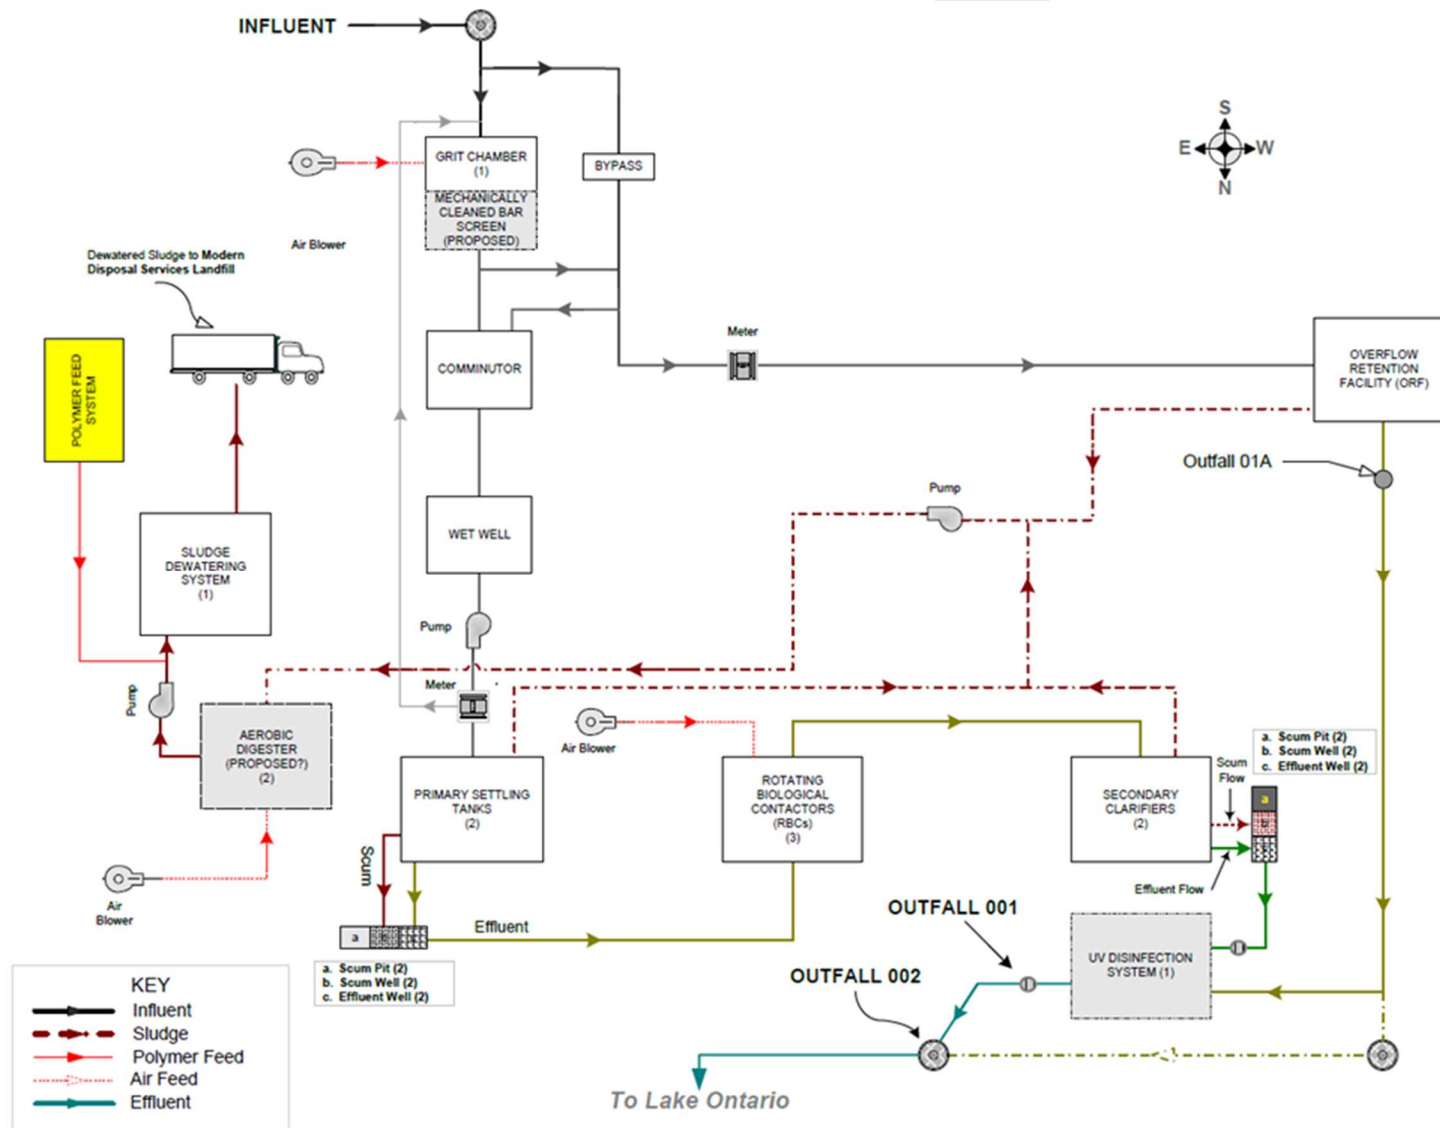 INFLUENT
S
E
W
N
GRIT CHAMBER
(1)
BYPASS
MECHANICALLY
CLEANED BAR
SCREEN
(PROPOSED)
Air Blower
Dewatered Sludge to Modern
Disposal Services Landfill
Meter
OVERFLOW
RETENTION
FACILITY (ORF)
COMMINUTOR
POLYMER FEED
SYSTEM
Outfall 01A
Pump
WET WELL
SLUDGE
DEWATERING
SYSTEM
(1)
Pump
Pump
Meter
AEROBIC
DIGESTER
(PROPOSED?)
(2)
Air Blower
PRIMARY SETTLING
TANKS
(2)
ROTATING
BIOLOGICAL
CONTACTORS
(RBCs)
(3)
SECONDARY
CLARIFIERS
(2)
a. Scum Pit (2)
b. Scum Well (2)
c. Effluent Well (2)
Scum
Flow
a
b
Effluent Flow
Scum
Air
Blower
a
Effluent
a. Scum Pit (2)
b. Scum Well (2)
c. Effluent Well (2)
OUTFALL 001
UV DISINFECTION
SYSTEM (1)
OUTFALL 002
To Lake Ontario
KEY
Influent
Sludge
Polymer Feed
Air Feed
Effluent